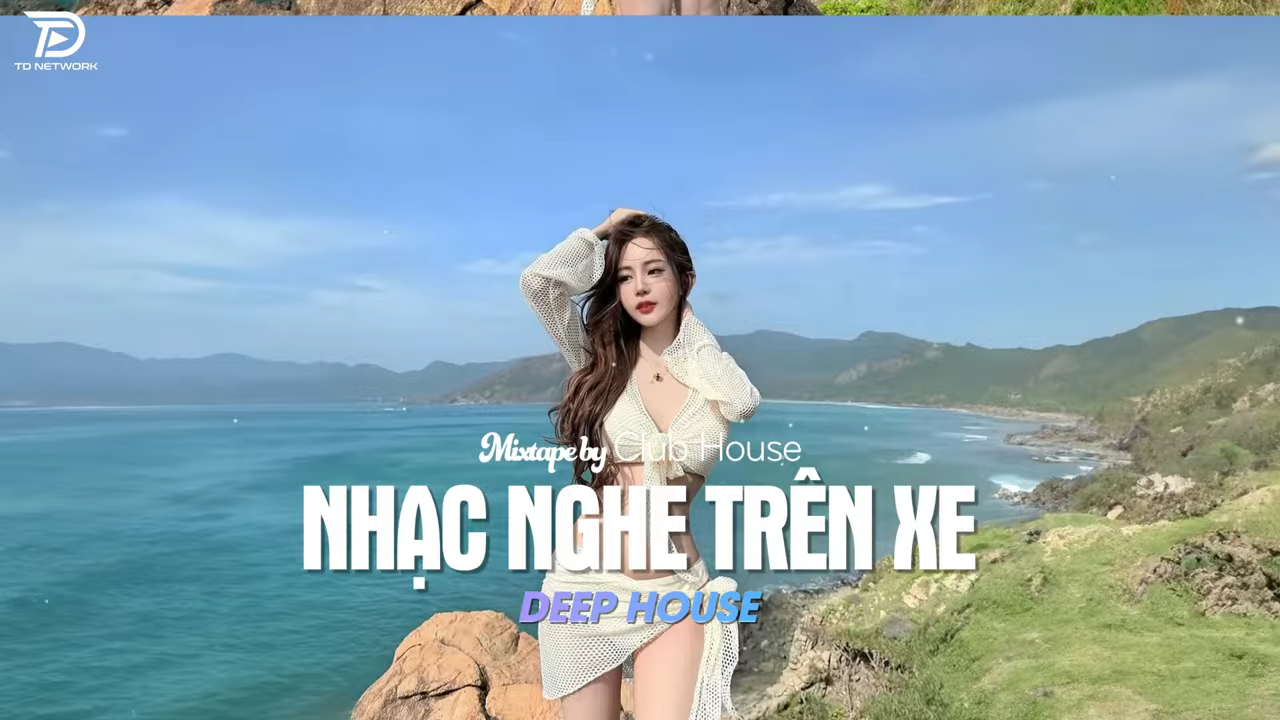 TD NETWORK
Mixtape by Club House
NHẠC NGHE TRÊN XE
DEEP HOUSE